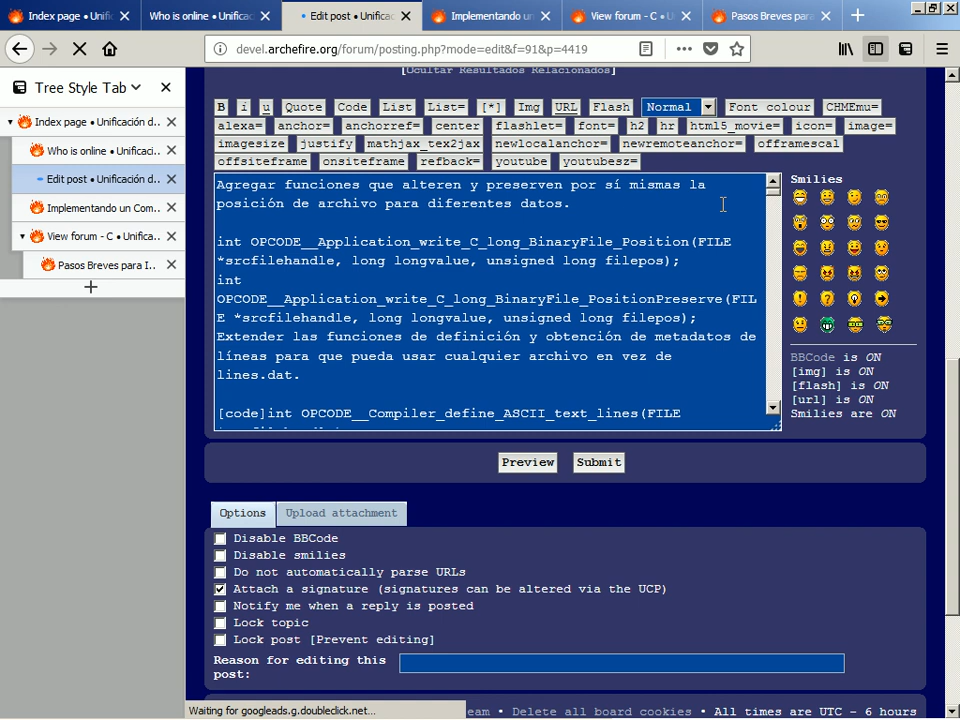 Index page • Unifi
Who is online • Unificac
Edit post • Unificac
Implementando un
View forum - C • Unifica
Pasos Breves para
devel.archefire.org/forum/posting.php?mode=edit&f=91&p=4419
Tree Style Tab
Index page • Unificación d..
Who is online • Unificaci..
Edit post • Unificación d...
Implementando un Com..
View forum - C • Unifica..
Pasos Breves para I...
[Ocultar Resultados Relacionados]
B i u Quote Code List List= [*] Img URL Flash Normal Font colour CHMEmu=
alexa= anchor= anchorref= center flashlet= font= h2 hr html5_movie= icon= image=
imagesize justify mathjax_tex2jax newlocalanchor= newremoteanchor= offramescal
offsiteframe onsiteframe refback= youtube youtubesz=
Agregar funciones que alteren y preserven por sí mismas la
posición de archivo para diferentes datos.
int OPCODE__Application_write_C_long_BinaryFile_Position(FILE
*srcfilehandle, long longvalue, unsigned long filepos);
int
OPCODE__Application_write_C_long_BinaryFile_PositionPreserve(FIL
E *srcfilehandle, long longvalue, unsigned long filepos);
Extender las funciones de definición y obtención de metadatos de
líneas para que pueda usar cualquier archivo en vez de
lines.dat.
[code]int OPCODE__Compiler_define_ASCII_text_lines(FILE
Smilies
BBCode is ON
[img] is ON
[flash] is ON
[url] is ON
Smilies are ON
Preview Submit
Options Upload attachment
Disable BBCode
Disable smilies
Do not automatically parse URLs
Attach a signature (signatures can be altered via the UCP)
Notify me when a reply is posted
Lock topic
Lock post [Prevent editing]
Reason for editing this
post:
Waiting for googleads.g.doubleclick.net...
eam • Delete all board cookies • All times are UTC - 6 hours